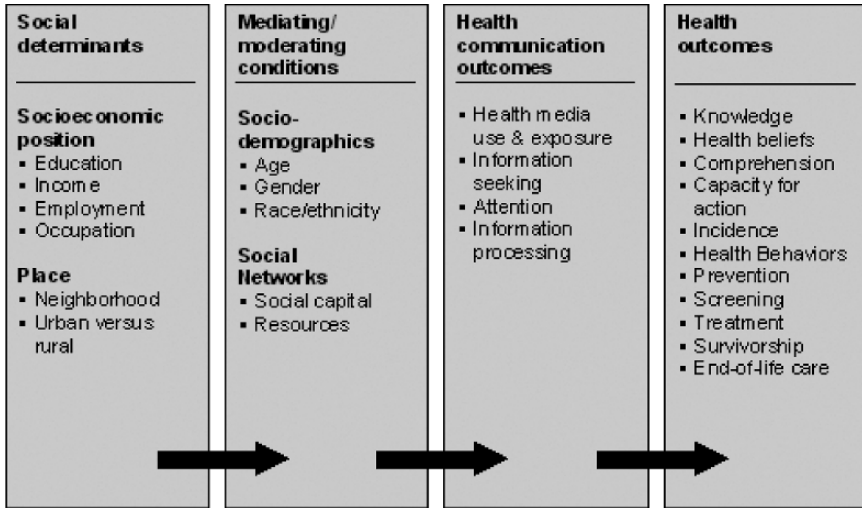 Social
determinants
Socioeconomic
position
▪ Education
▪ Income
▪ Employment
▪ Occupation
Place
▪ Neighborhood
▪ Urban versus
rural
Mediating/
moderating
conditions
Socio-
demographics
▪ Age
▪ Gender
▪ Race/ethnicity
Social
Networks
▪ Social capital
▪ Resources
Health
communication
outcomes
▪ Health media
use & exposure
▪ Information
seeking
▪ Attention
▪ Information
processing
Health
outcomes
▪ Knowledge
▪ Health beliefs
▪ Comprehension
▪ Capacity for
action
▪ Incidence
▪ Health Behaviors
▪ Prevention
▪ Screening
▪ Treatment
▪ Survivorship
▪ End-of-life care